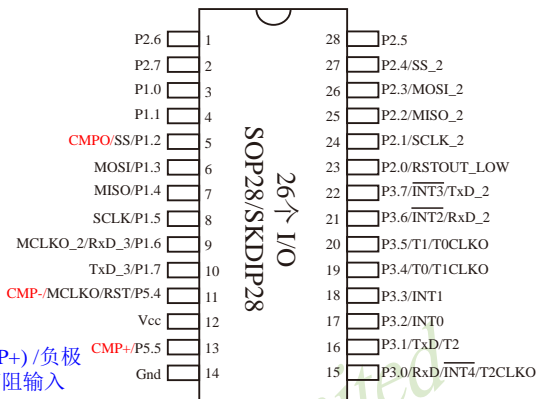 P2.6 1 28 P2.5
P2.7 2 27 P2.4/SS_2
P1.0 3 26 P2.3/MOSI_2
P1.1 4 25 P2.2/MISO_2
CMPO/SS/P1.2 5 24 P2.1/SCLK_2
MOSI/P1.3 6 23 P2.0/RSTOUT_LOW
MISO/P1.4 7 22 P3.7/INT3/TxD_2
SCLK/P1.5 8 21 P3.6/INT2/RxD_2
MCLKO_2/RxD_3/P1.6 9 20 P3.5/T1/T0CLKO
TxD_3/P1.7 10 19 P3.4/T0/T1CLKO
CMP-/MCLKO/RST/P5.4 11 18 P3.3/INT1
Vcc 12 17 P3.2/INT0
CMP+/P5.5 13 16 P3.1/TxD/T2
Gnd 14 15 P3.0/RxD/INT4/T2CLKO
26个 I/O
SOP28/SKDIP28
P+) /负极
阻输入